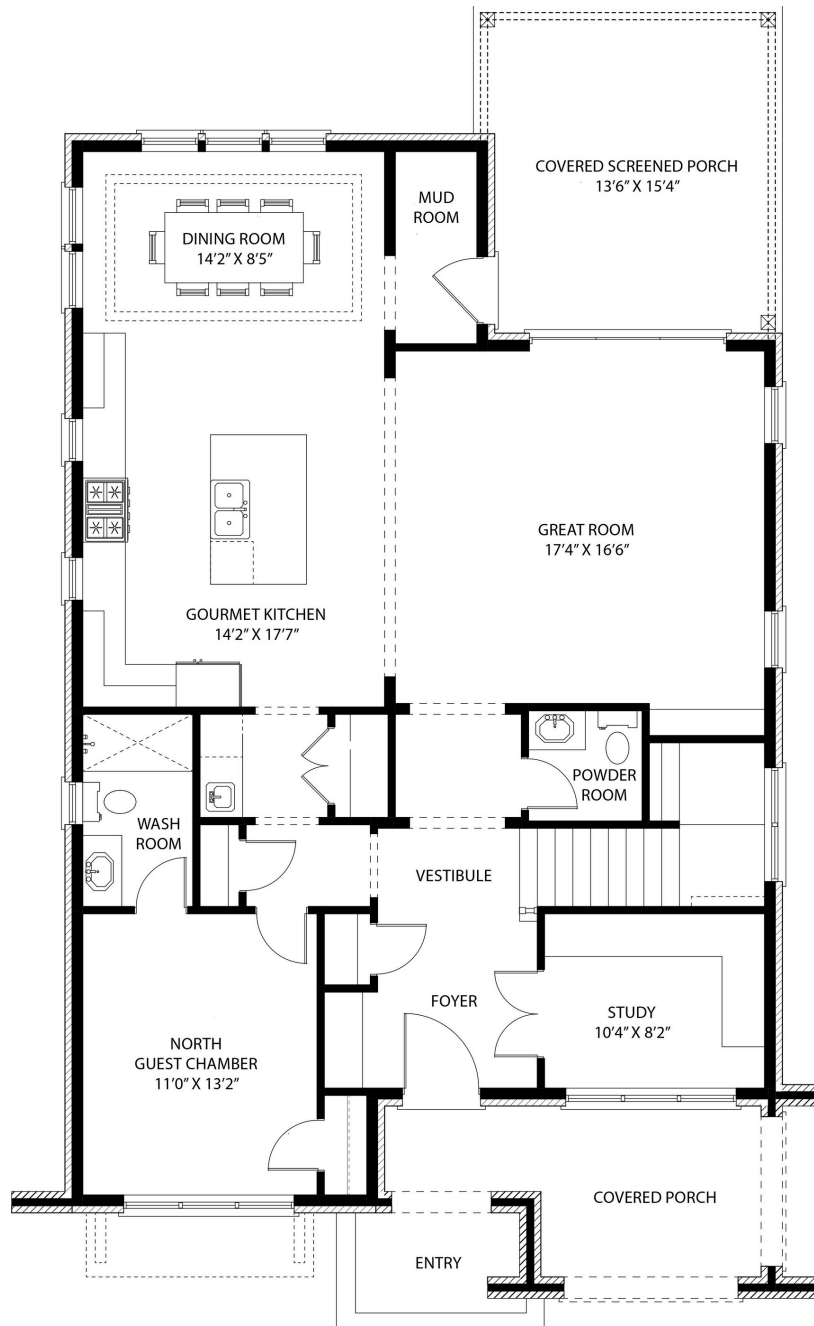 COVERED SCREENED PORCH
13'6" X 15'4"
MUD
ROOM
DINING ROOM
14'2" X 8'5"
GREAT ROOM
17'4" X 16'6"
GOURMET KITCHEN
14'2" X 17'7"
POWDER
ROOM
WASH
ROOM
VESTIBULE
FOYER
STUDY
10'4" X 8'2"
NORTH
GUEST CHAMBER
11'0" X 13'2"
COVERED PORCH
ENTRY